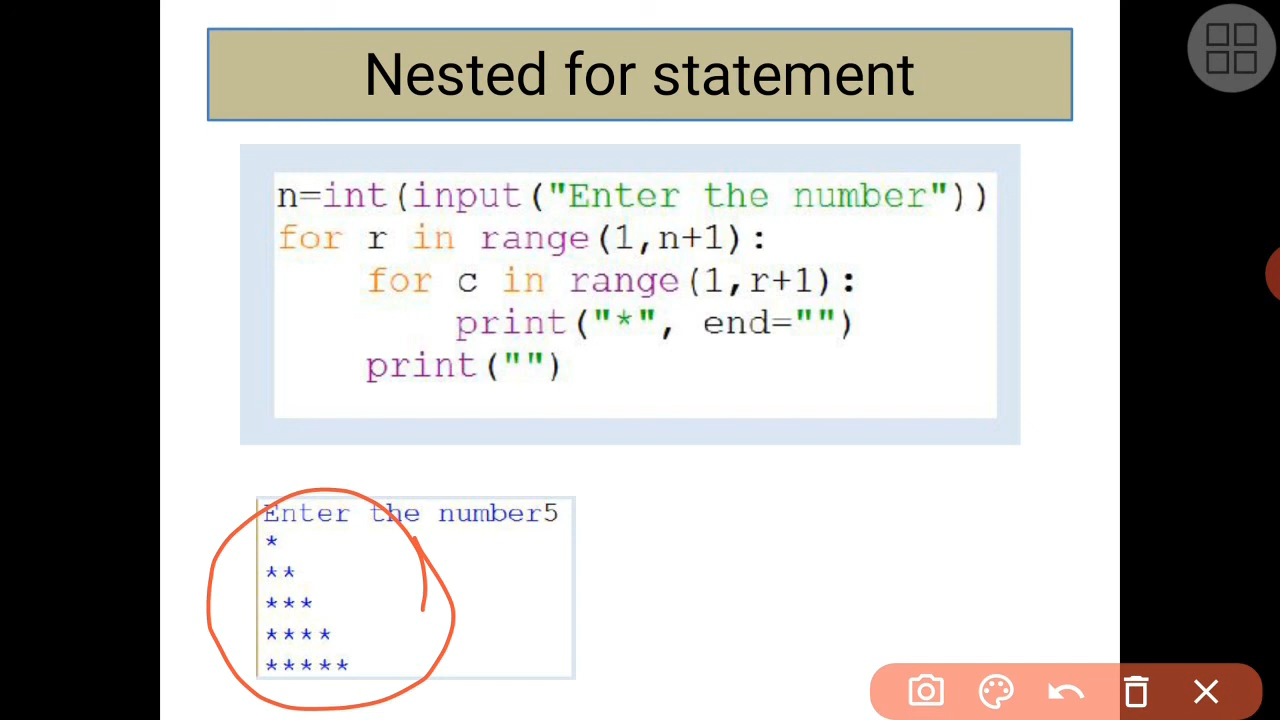 Nested for statement
n=int(input("Enter the number"))
for r in range(1,n+1):
    for c in range(1,r+1):
        print("*", end="")
    print("")
Enter the number5
*
**
***
****
*****